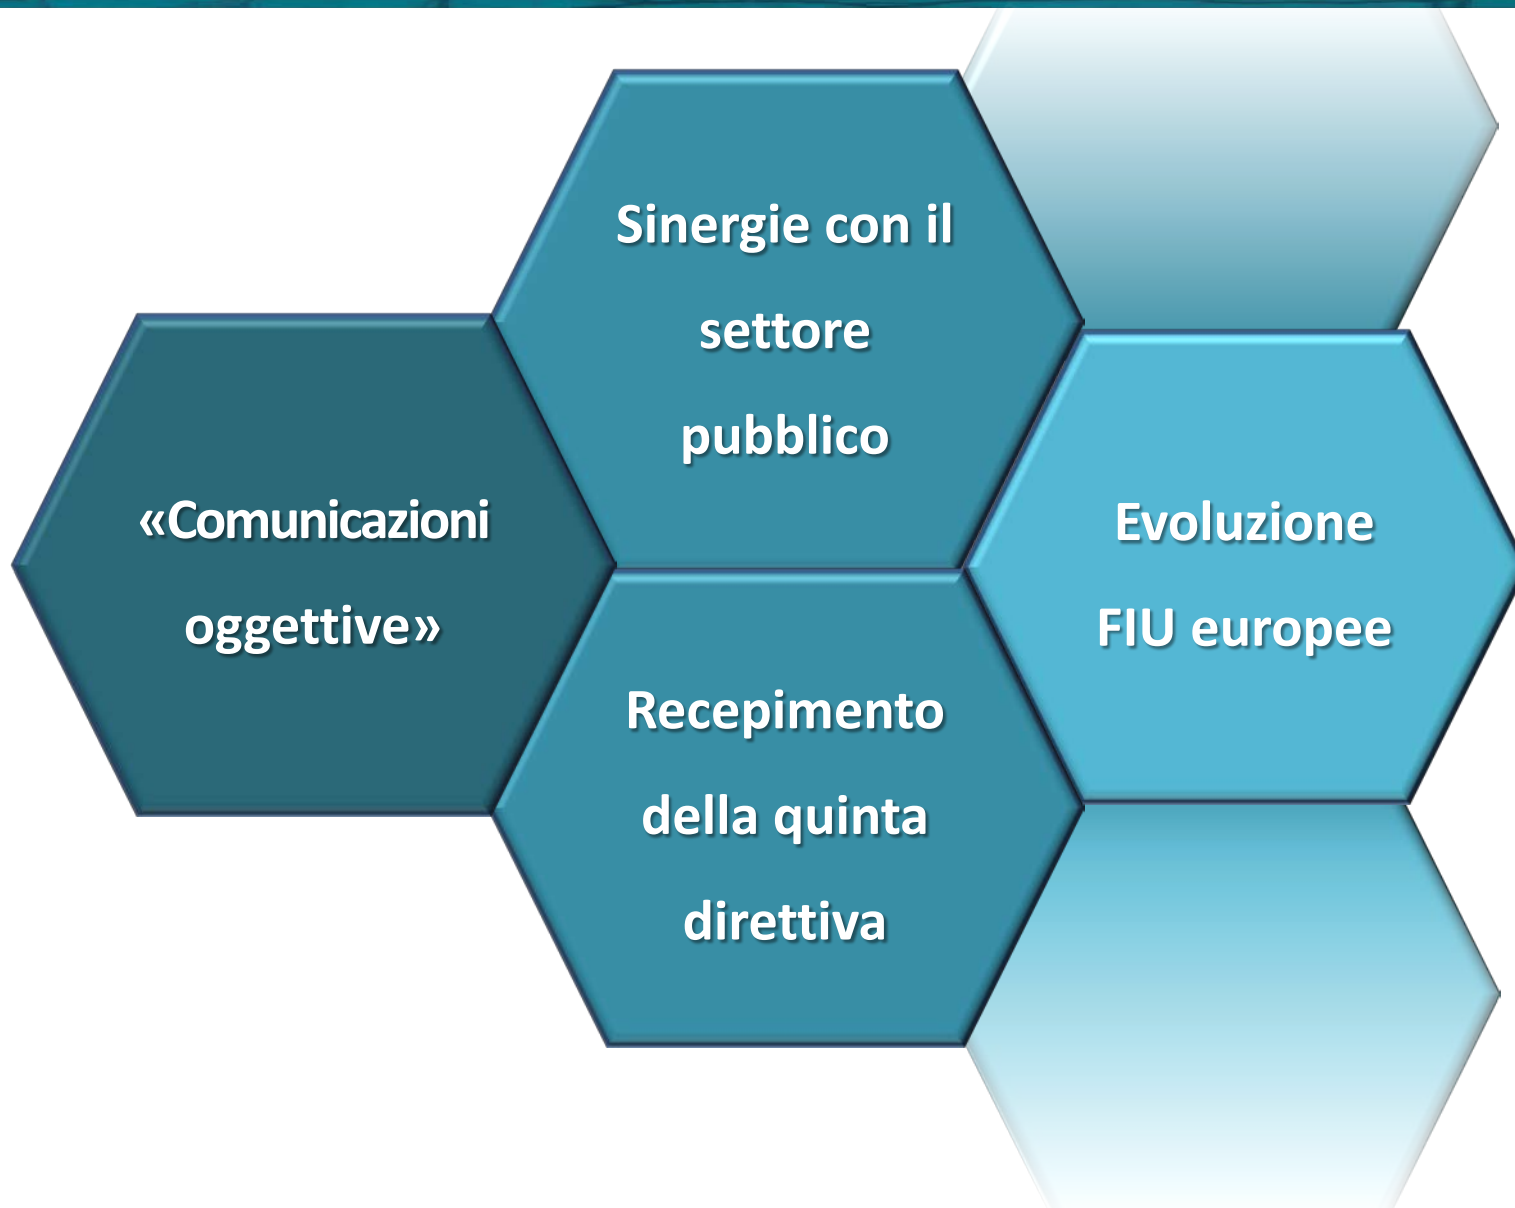 «Comunicazioni
oggettive»
Sinergie con il
settore
pubblico
Recepimento
della quinta
direttiva
Evoluzione
FIU europee